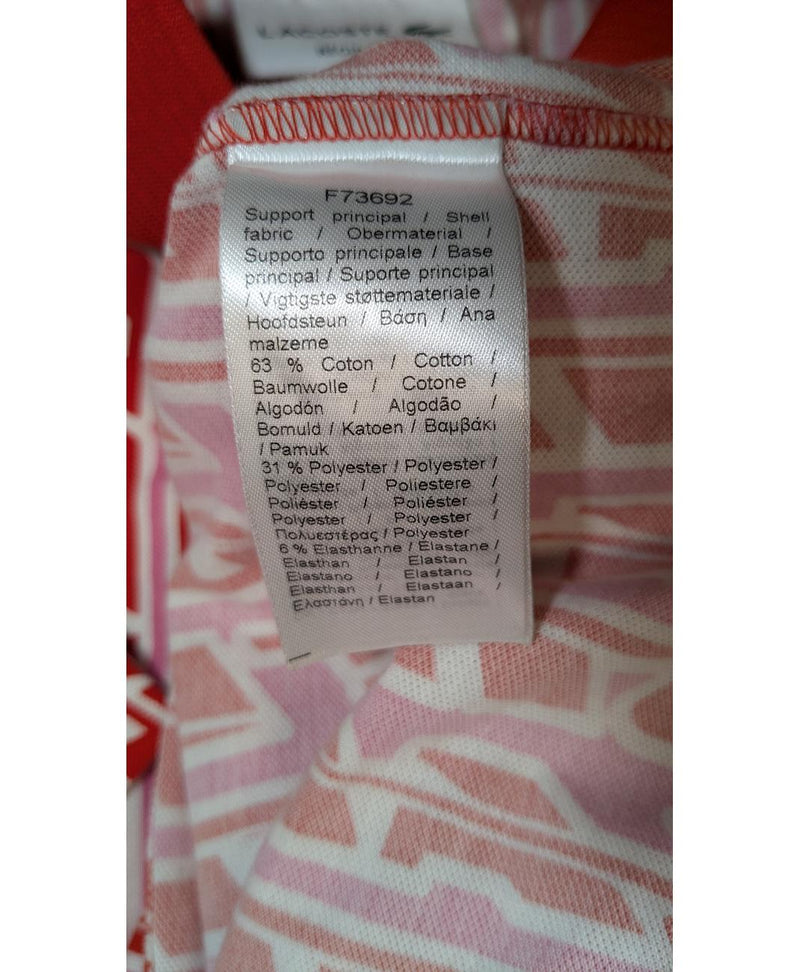 LACOSTE
F73692
Support principal / Shell
fabric / Obermaterial /
Supporto principale / Base
principal / Suporte principal
/ Vigtigste støttemateriale /
Hoofdsteun / Βάση / Ana
malzeme
63 % Coton / Cotton /
Baumwolle / Cotone /
Algodón / Algodão /
Bomuld / Katoen / Βαμβάκι
/ Pamuk
31 % Polyester / Polyester /
Polyester / Poliestere /
Poliéster / Poliéster /
Polyester / Polyester /
Πολυεστέρας / Polyester
6 % Elasthanne / Elastane /
Elasthan / Elastan /
Elastano / Elastano /
Elasthan / Elastaan /
Ελαστάνη / Elastan